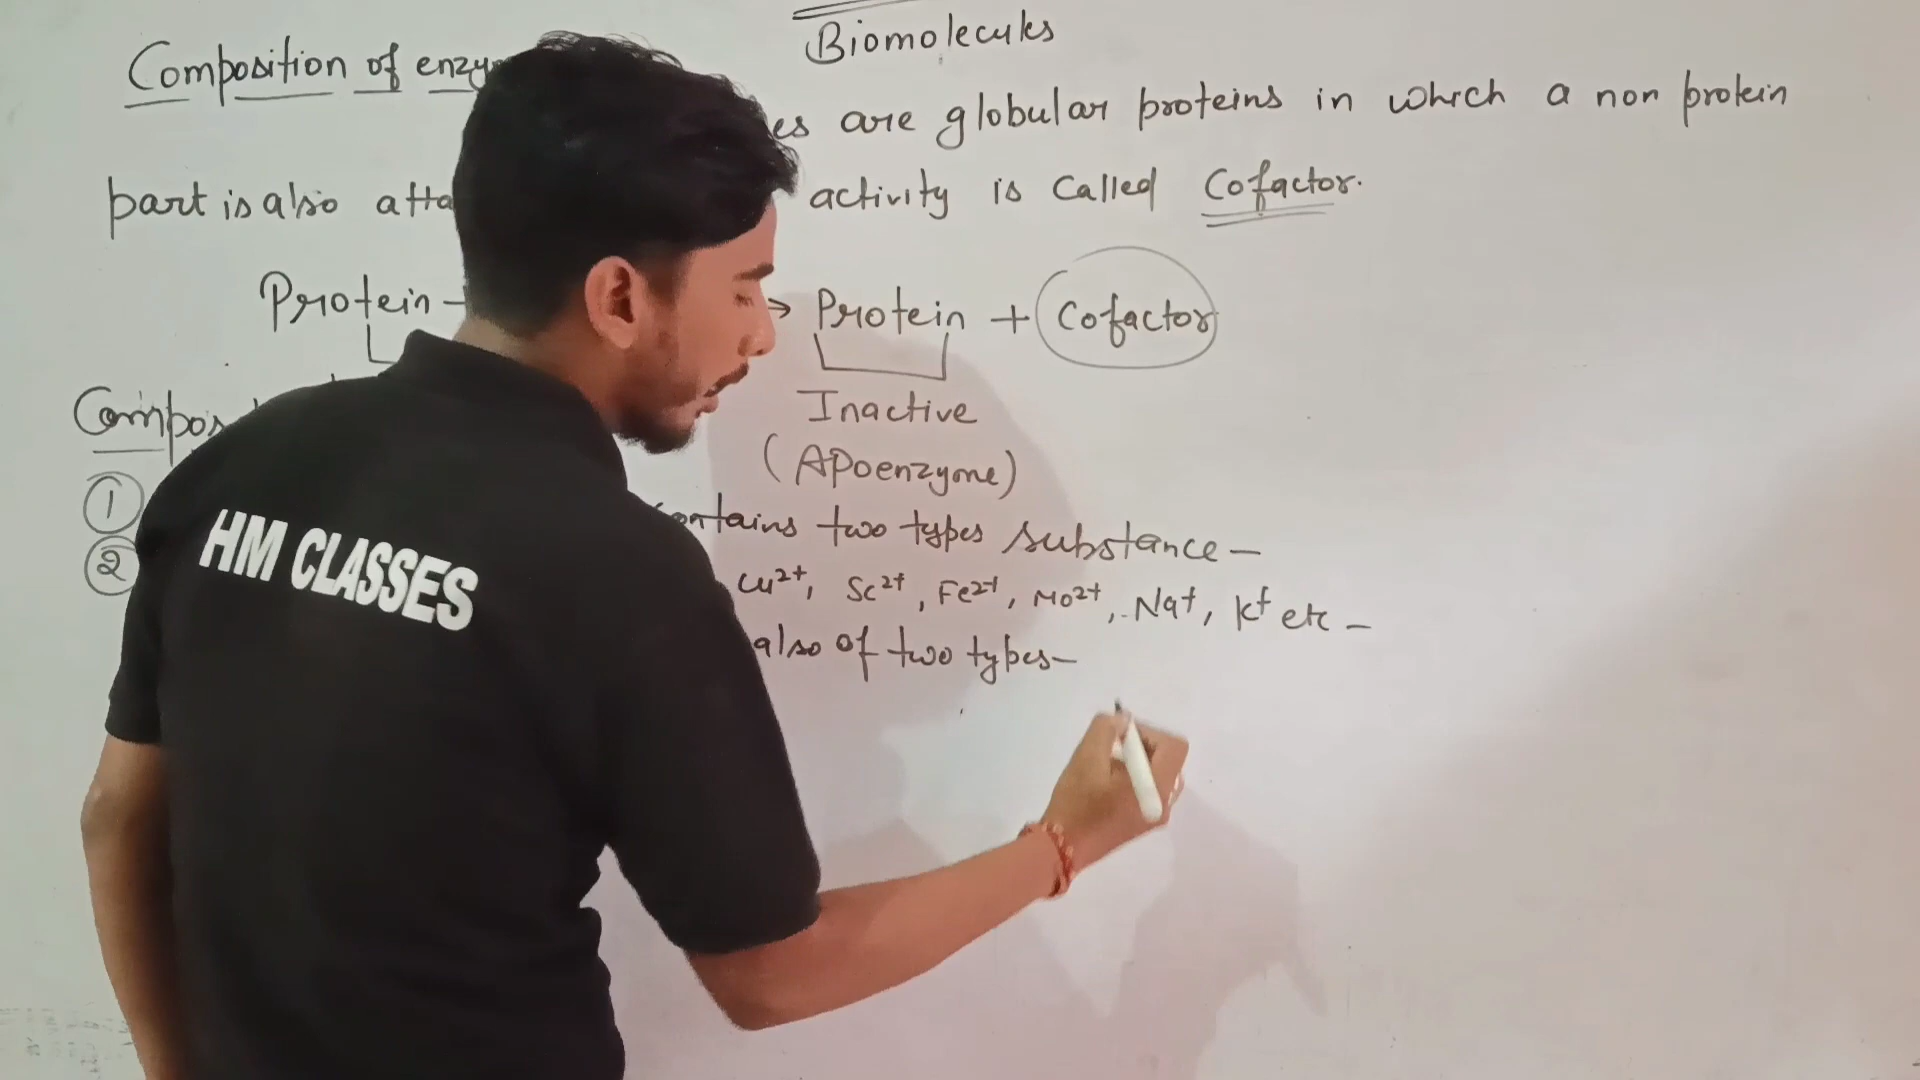 Biomolecules
Composition of enzy
es are globular proteins in which a non protein
part is also atta activity is called Cofactor.
Protein → Protein + Cofactor
Inactive
Compos
(Apoenzyme)
1 contains two types substance-
2 Cu2+, Sc2+, Fe2+, Mo2+, Na+, K+ etc-
also of two types-
HM CLASSES